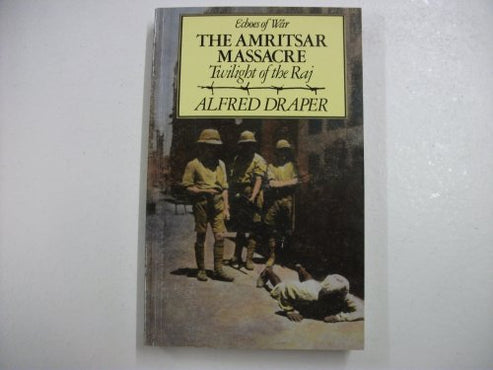 Echoes of War
THE AMRITSAR
MASSACRE
Twilight of the Raj
ALFRED DRAPER